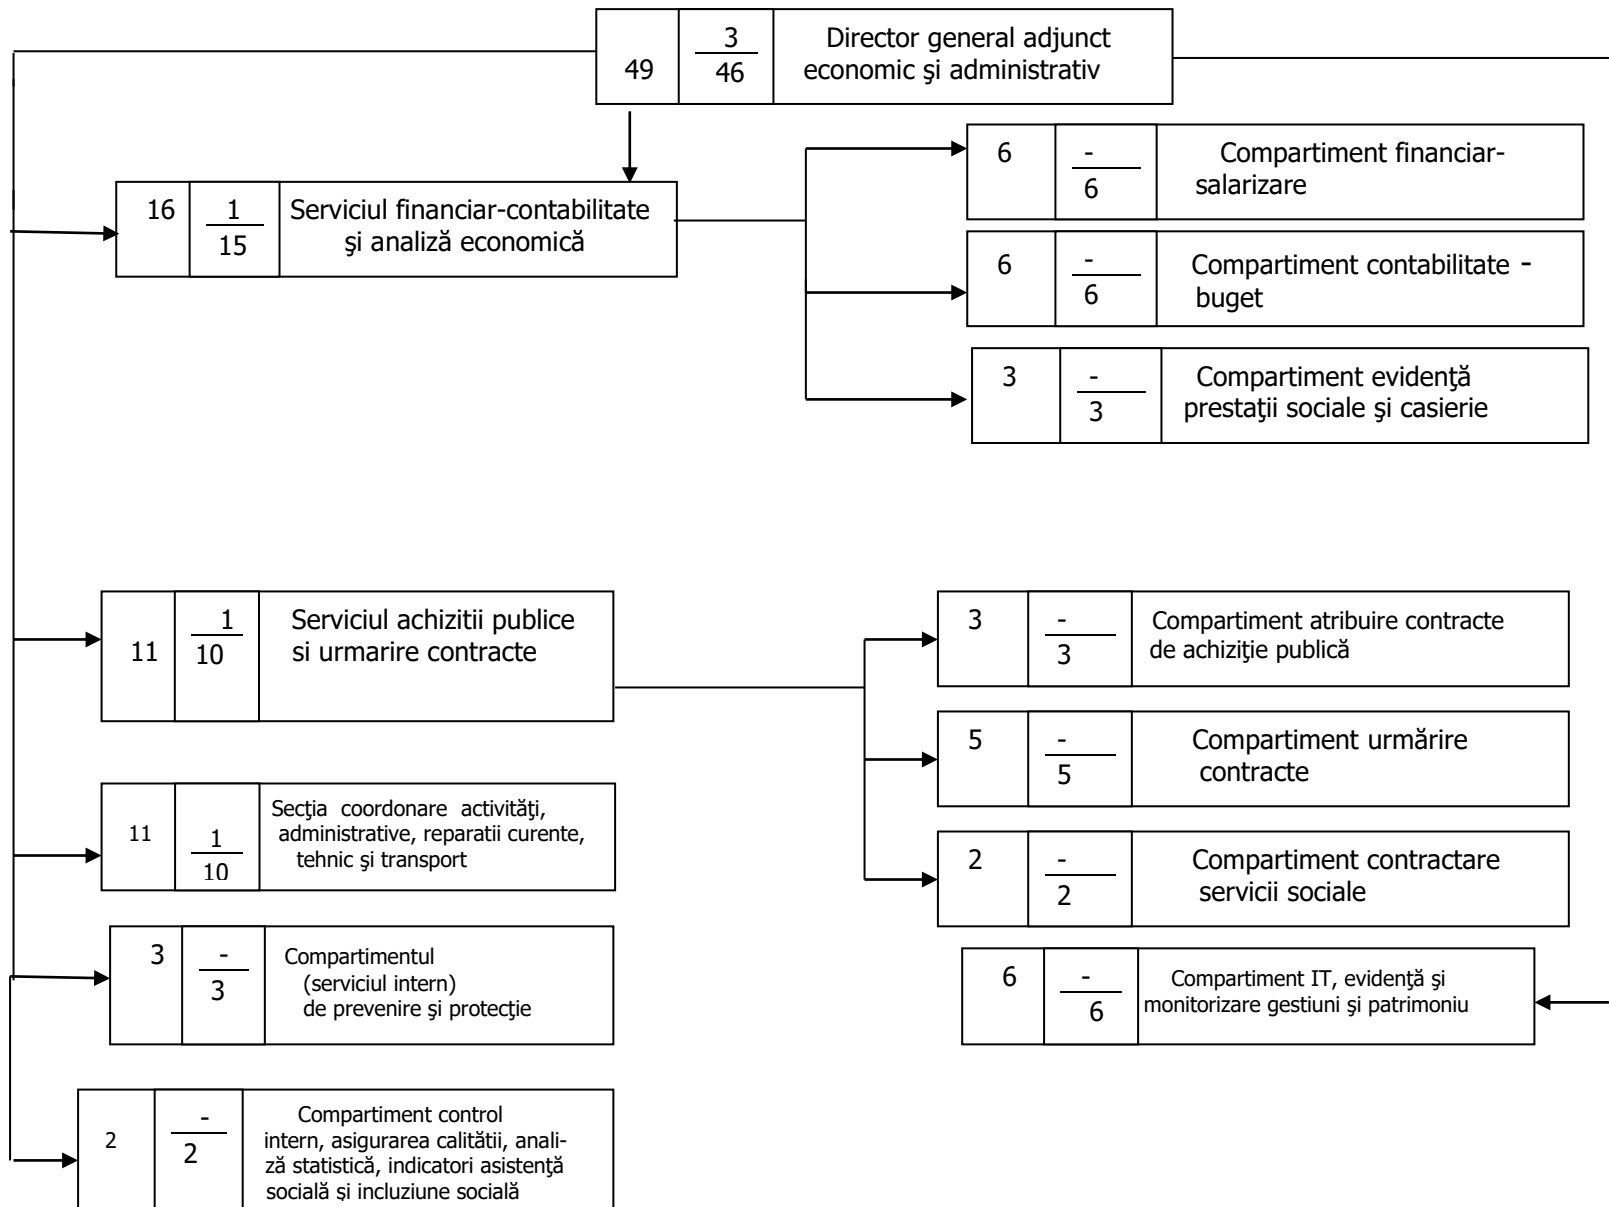 49
3
46
Director general adjunct
economic şi administrativ
16
1
15
Serviciul financiar-contabilitate
şi analiză economică
6
-
6
Compartiment financiar-
salarizare
6
-
6
Compartiment contabilitate -
buget
3
-
3
Compartiment evidenţă
prestaţii sociale şi casierie
11
1
10
Serviciul achizitii publice
si urmarire contracte
3
-
3
Compartiment atribuire contracte
de achiziţie publică
5
-
5
Compartiment urmărire
contracte
11
1
10
Secţia coordonare activităţi,
administrative, reparatii curente,
tehnic şi transport
2
-
2
Compartiment contractare
servicii sociale
3
-
3
Compartimentul
(serviciul intern)
de prevenire şi protecţie
6
-
6
Compartiment IT, evidenţă şi
monitorizare gestiuni şi patrimoniu
2
-
2
Compartiment control
intern, asigurarea calitătii, anali-
ză statistică, indicatori asistenţă
socială şi incluziune socială